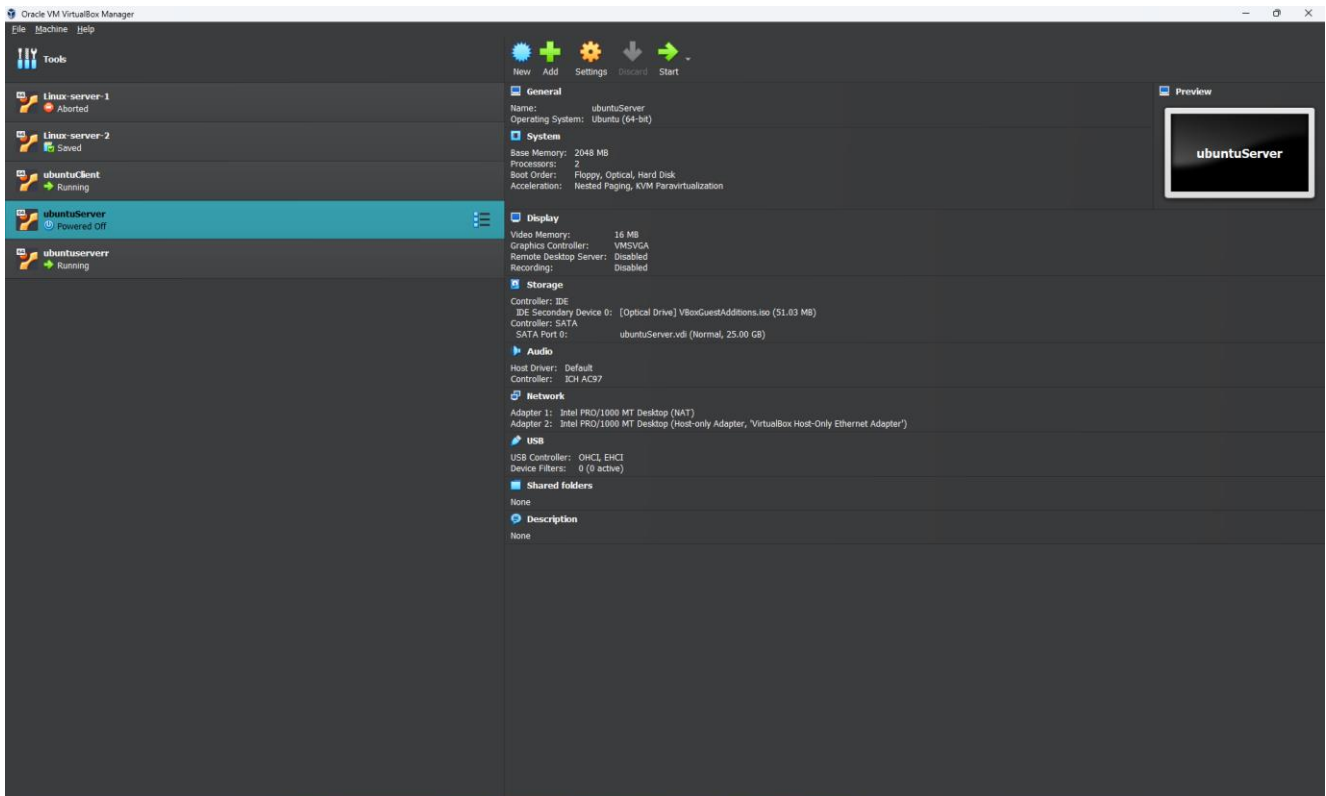 Oracle VM VirtualBox Manager
File Machine Help
Tools
Linux-server-1
Aborted
Linux-server-2
Saved
ubuntuClient
Running
ubuntuServer
Powered Off
ubuntuserverr
Running
New Add Settings Discard Start
General
Name: ubuntuServer
Operating System: Ubuntu (64-bit)
Preview
ubuntuServer
System
Base Memory: 2048 MB
Processors: 2
Boot Order: Floppy, Optical, Hard Disk
Acceleration: Nested Paging, KVM Paravirtualization
Display
Video Memory: 16 MB
Graphics Controller: VMSVGA
Remote Desktop Server: Disabled
Recording: Disabled
Storage
Controller: IDE
IDE Secondary Device 0: [Optical Drive] VBoxGuestAdditions.iso (51.03 MB)
Controller: SATA
SATA Port 0: ubuntuServer.vdi (Normal, 25.00 GB)
Audio
Host Driver: Default
Controller: ICH AC97
Network
Adapter 1: Intel PRO/1000 MT Desktop (NAT)
Adapter 2: Intel PRO/1000 MT Desktop (Host-only Adapter, 'VirtualBox Host-Only Ethernet Adapter')
USB
USB Controller: OHCI, EHCI
Device Filters: 0 (0 active)
Shared folders
None
Description
None